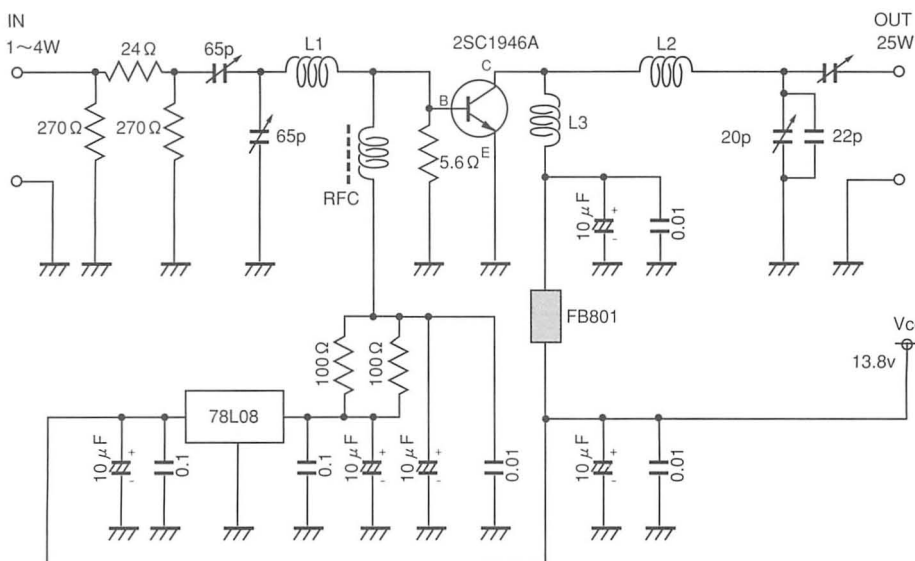 IN
1～4W
24Ω
65p
L1
2SC1946A
C
B
E
L2
OUT
25W
270Ω
270Ω
65p
RFC
5.6Ω
L3
20p
22p
10μF
+
-
0.01
FB801
Vc
13.8v
100Ω
100Ω
78L08
10μF
+
-
0.1
0.1
10μF
+
-
10μF
+
-
0.01
10μF
+
-
0.01